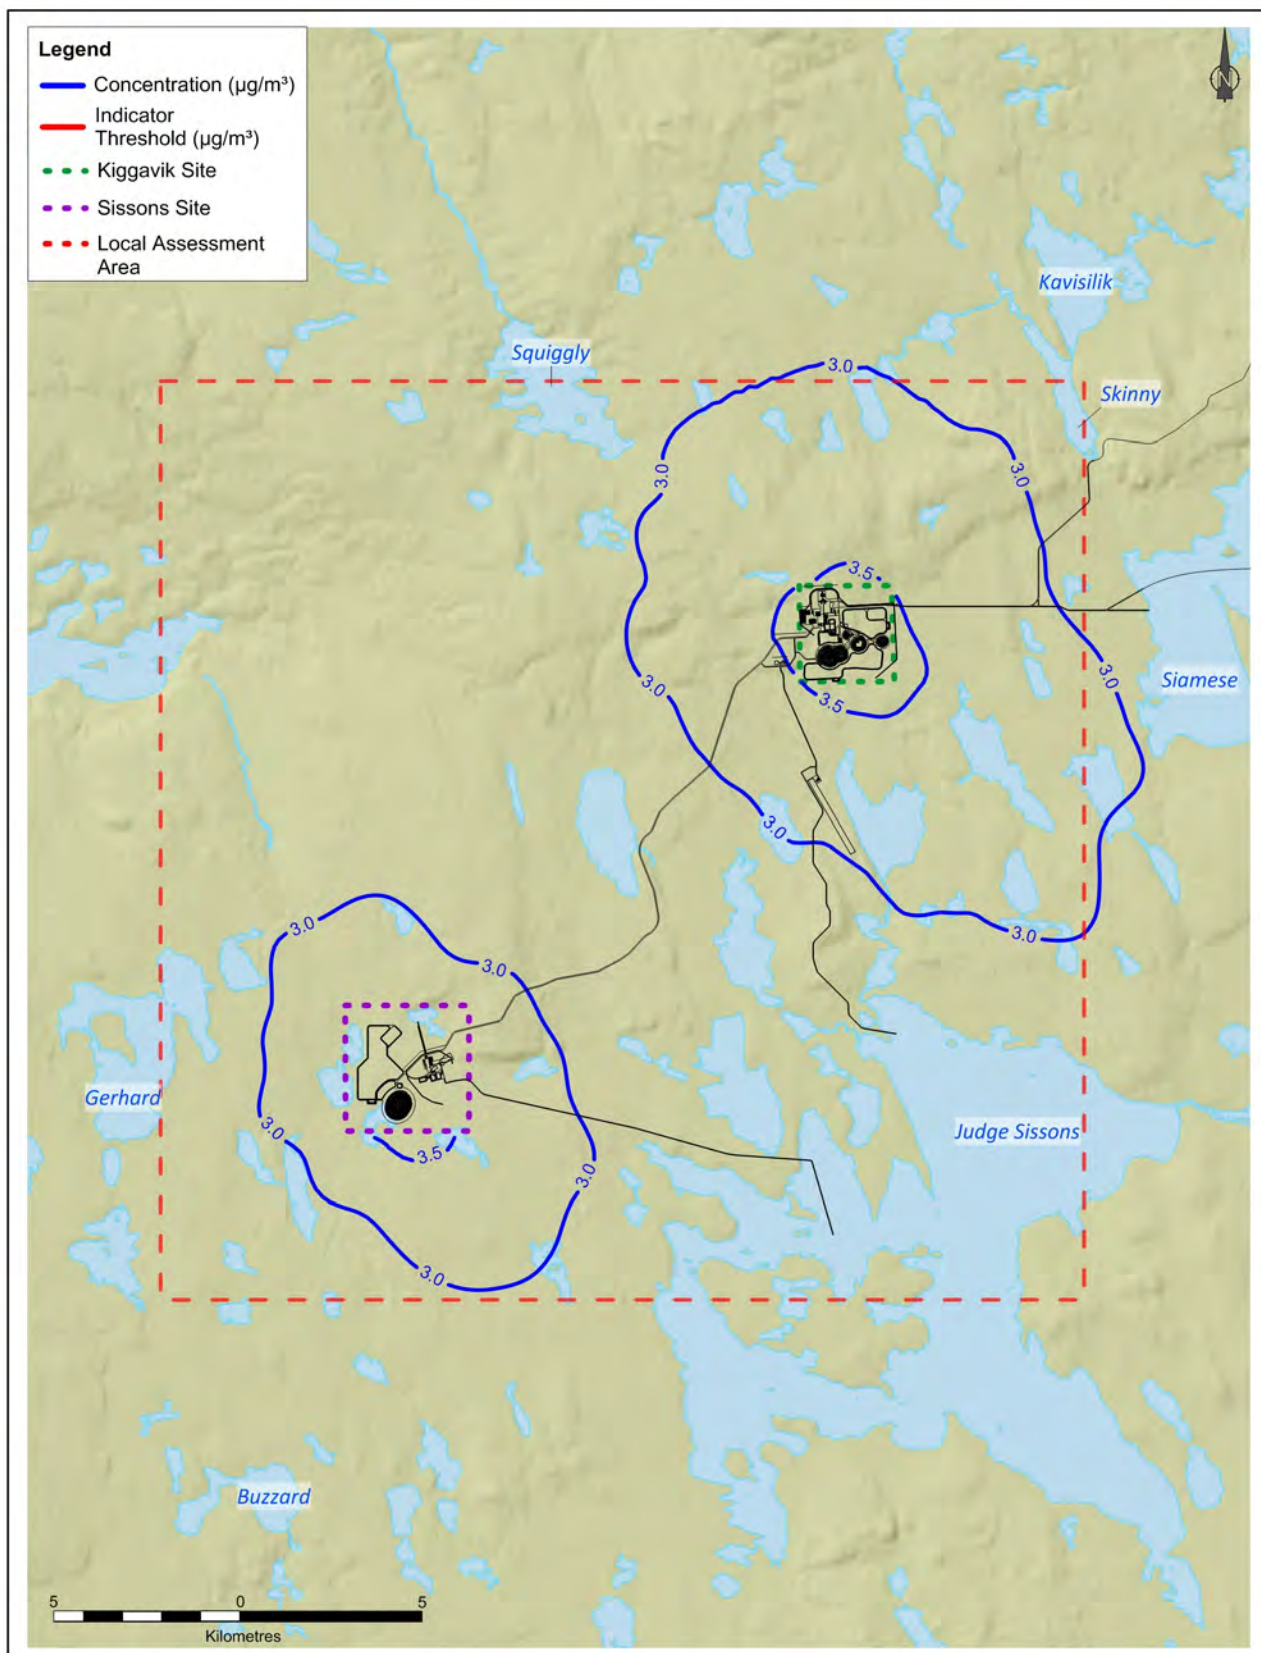 Legend
Concentration (µg/m³)
Indicator
Threshold (µg/m³)
Kiggavik Site
Sissons Site
Local Assessment
Area
N
Kavisilik
Squiggly
3.0
Skinny
3.0
3.0
3.5
3.0
3.0
Siamese
3.5
3.0
3.0
3.0
3.0
Gerhard
3.0
Judge Sissons
3.5
3.0
3.0
Buzzard
5
0
5
Kilometres